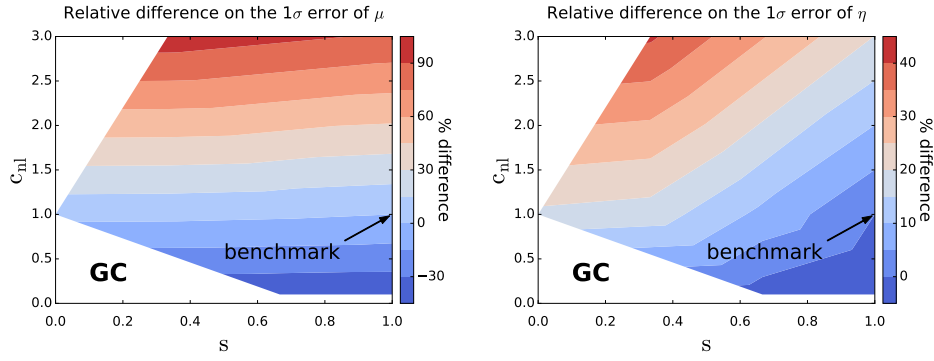 Relative difference on the 1σ error of μ
3.0
2.5
2.0
1.5
1.0
0.5
0.0
c_nl
0.0 0.2 0.4 0.6 0.8 1.0
s
benchmark
GC
90
60
30
0
−30
% difference
Relative difference on the 1σ error of η
3.0
2.5
2.0
1.5
1.0
0.5
0.0
c_nl
0.0 0.2 0.4 0.6 0.8 1.0
s
benchmark
GC
40
30
20
10
0
% difference